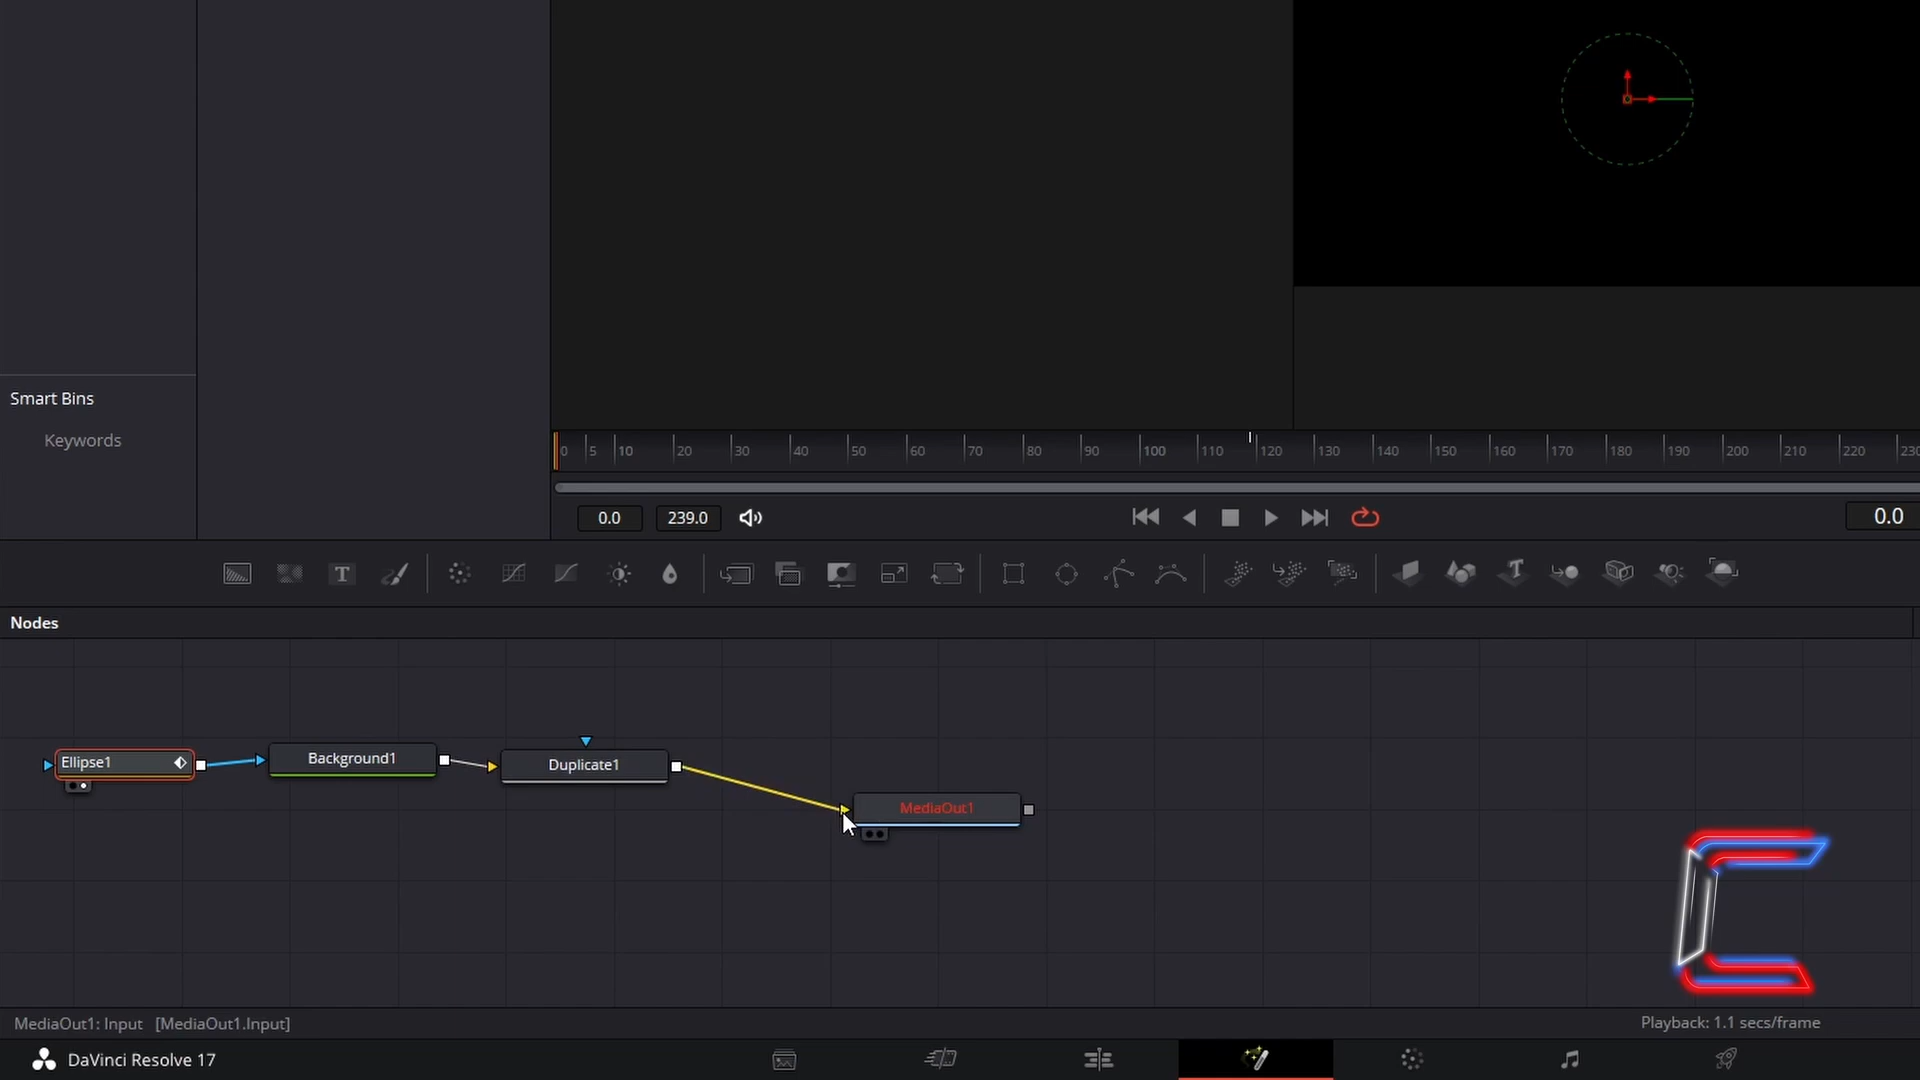 Smart Bins
Keywords
0 5 10 20 30 40 50 60 70 80 90 100 110 120 130 140 150 160 170 180 190 200 210 220 230
0.0 239.0 0.0
T
Nodes
Ellipse1 Background1 Duplicate1
MediaOut1
MediaOut1: Input [MediaOut1.Input] Playback: 1.1 secs/frame
DaVinci Resolve 17